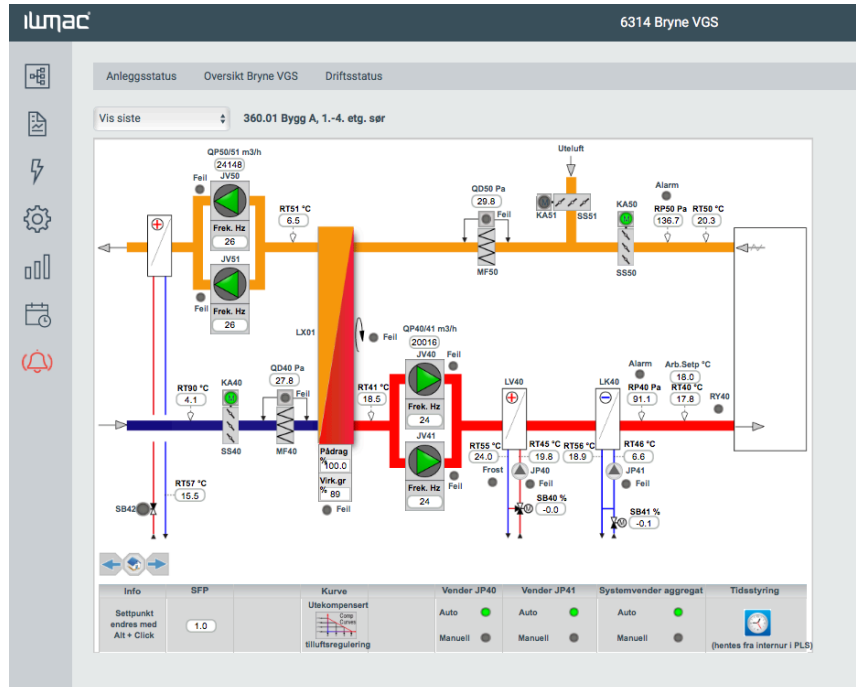 ılmac
6314 Bryne VGS
Anleggsstatus Oversikt Bryne VGS Driftsstatus
Vis siste 360.01 Bygg A, 1.-4. etg. sør
QP50/51 m3/h
24148
Feil JV50
Frek. Hz
26
JV51
Feil Frek. Hz
26
RT51 °C
6.5
QD50 Pa
29.8
Feil
MF50
Uteluft
KA51 SS51
KA50
M
SS50
Alarm
RP50 Pa RT50 °C
136.7 20.3
LX01
Feil
RT90 °C
4.1
KA40
M
SS40
QD40 Pa
27.8
Feil
MF40
RT41 °C
18.5
Pådrag
% 100.0
Virk.gr
% 89
Feil
QP40/41 m3/h
20016
JV40 Feil
Frek. Hz
24
JV41
Frek. Hz Feil
24
LV40
RT55 °C RT45 °C
24.0 19.8
Frost JP40
Feil
SB40 %
M -0.0
LK40
RT56 °C RT46 °C
18.9 6.6
JP41
Feil
SB41 %
M -0.1
Alarm Arb.Setp °C
18.0
RP40 Pa RT40 °C
91.1 17.8
RY40
RT57 °C
15.5
SB42
Info SFP Kurve Vender JP40 Vender JP41 Systemvender aggregat Tidsstyring
Settpunkt
endres med
Alt + Click
1.0
Utekompensert
Comp
Curves
tilluftsregulering
Auto Auto Auto
Manuell Manuell Manuell
(hentes fra internur i PLS)